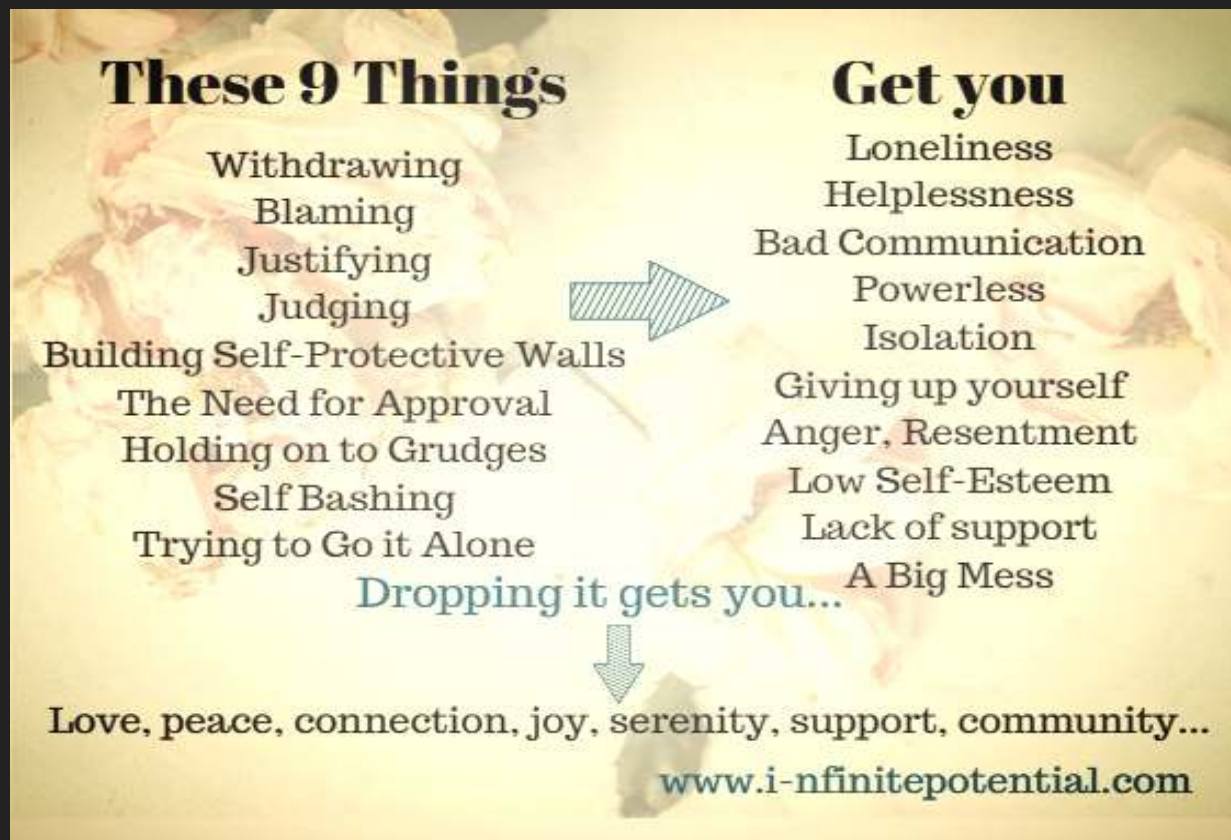 These 9 Things
Withdrawing
Blaming
Justifying
Judging
Building Self-Protective Walls
The Need for Approval
Holding on to Grudges
Self Bashing
Trying to Go it Alone
Get you
Loneliness
Helplessness
Bad Communication
Powerless
Isolation
Giving up yourself
Anger, Resentment
Low Self-Esteem
Lack of support
A Big Mess
Dropping it gets you...
Love, peace, connection, joy, serenity, support, community...
www.i-nfinitepotential.com